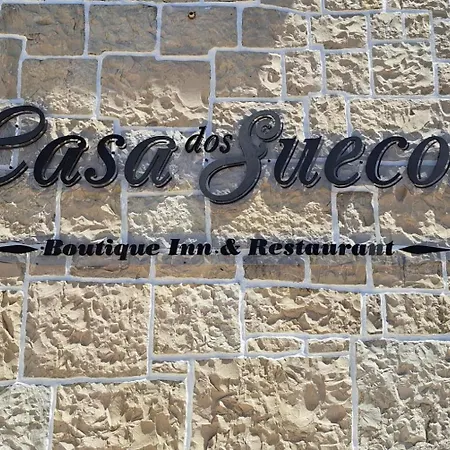 Casa dos Sueco
Boutique Inn & Restaurant